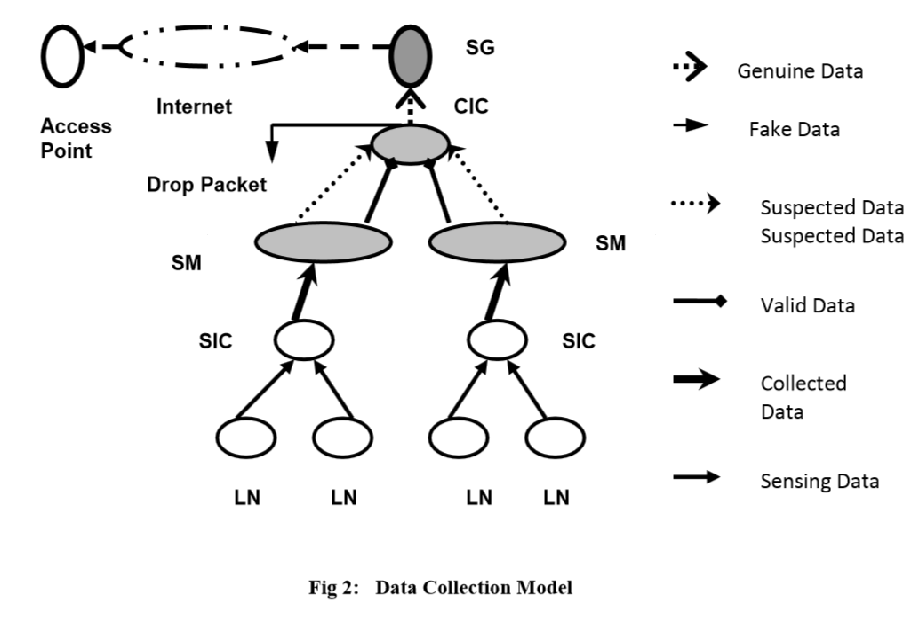 SG
Genuine Data
Internet
CIC
Access
Point
Fake Data
Drop Packet
Suspected Data
Suspected Data
SM
SM
Valid Data
SIC
SIC
Collected
Data
Sensing Data
LN
LN
LN
LN
Fig 2: Data Collection Model